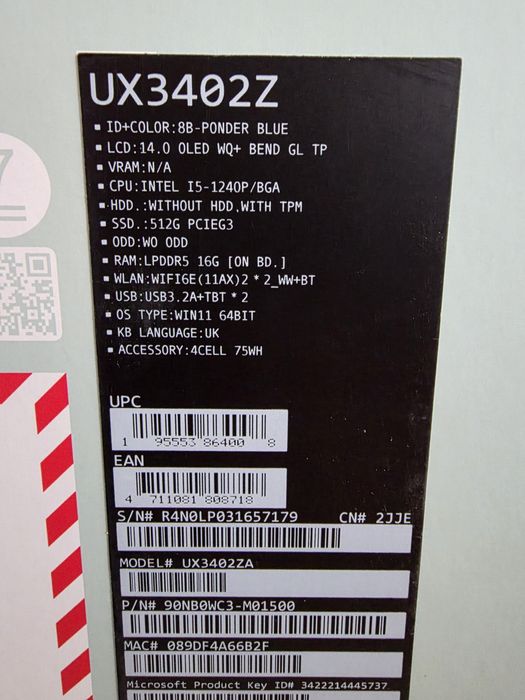 UX3402Z
7
▪ ID+COLOR:8B-PONDER BLUE
▪ LCD:14.0 OLED WQ+ BEND GL TP
▪ VRAM:N/A
▪ CPU:INTEL I5-1240P/BGA
▪ HDD.:WITHOUT HDD,WITH TPM
▪ SSD.:512G PCIEG3
▪ ODD:WO ODD
▪ RAM:LPDDR5 16G [ON BD.]
▪ WLAN:WIFI6E(11AX)2*2_WW+BT
▪ USB:USB3.2A+TBT*2
▪ OS TYPE:WIN11 64BIT
▪ KB LANGUAGE:UK
▪ ACCESSORY:4CELL 75WH
UPC
1 95553 86400 8
EAN
4 711081 808718
S/N# R4N0LP031657179 CN# 2JJE
MODEL# UX3402ZA
P/N# 90NB0WC3-M01500
MAC# 089DF4A66B2F
Microsoft Product Key ID# 3422214445737